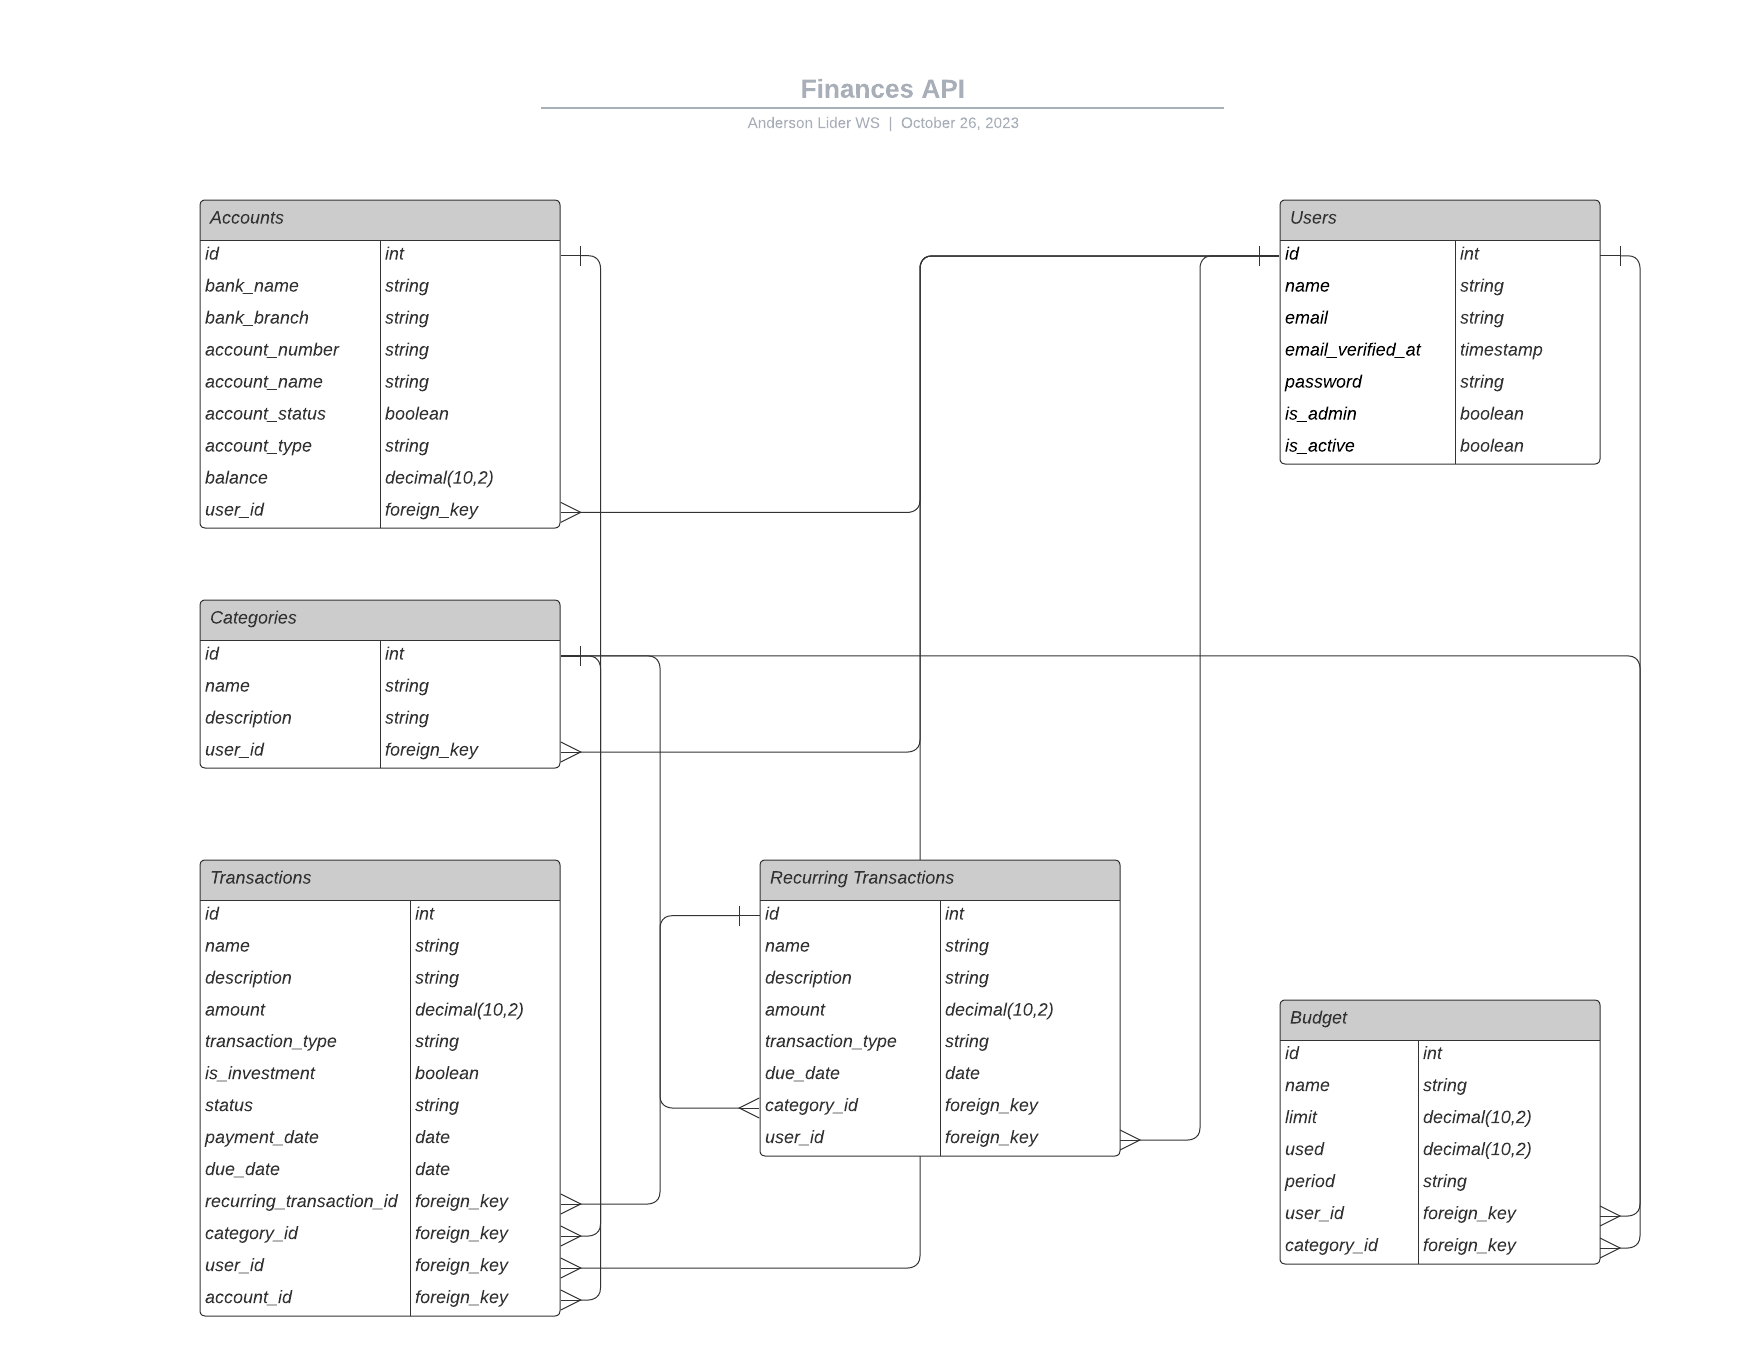 Finances API
Anderson Lider WS | October 26, 2023
Accounts
id int
bank_name string
bank_branch string
account_number string
account_name string
account_status boolean
account_type string
balance decimal(10,2)
user_id foreign_key
Users
id int
name string
email string
email_verified_at timestamp
password string
is_admin boolean
is_active boolean
Categories
id int
name string
description string
user_id foreign_key
Transactions
id int
name string
description string
amount decimal(10,2)
transaction_type string
is_investment boolean
status string
payment_date date
due_date date
recurring_transaction_id foreign_key
category_id foreign_key
user_id foreign_key
account_id foreign_key
Recurring Transactions
id int
name string
description string
amount decimal(10,2)
transaction_type string
due_date date
category_id foreign_key
user_id foreign_key
Budget
id int
name string
limit decimal(10,2)
used decimal(10,2)
period string
user_id foreign_key
category_id foreign_key